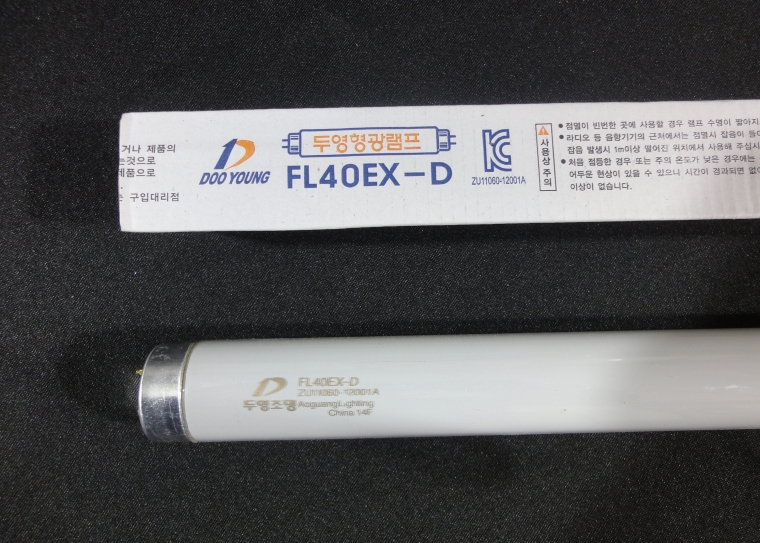 거나 제품의
는것으로
제품으로
구입대리점
DOO YOUNG
두영형광램프
FL40EX-D
ZU11060-12001A
사용상주의
• 점멸이 빈번한 곳에 사용할 경우 램프 수명이 짧아지
• 라디오 등 음향기기의 근처에서는 점멸시 잡음이 들
잡음 발생시 1m이상 떨어진 위치에서 사용해 주십시
• 처음 점등한 경우 또는 주의 온도가 낮은 경우에는
어두운 현상이 있을 수 있으니 시간이 경과되면 없
이상이 없습니다.
FL40EX-D
ZU11060-12001A
두영조명 Aoguang Lighting
China 14F